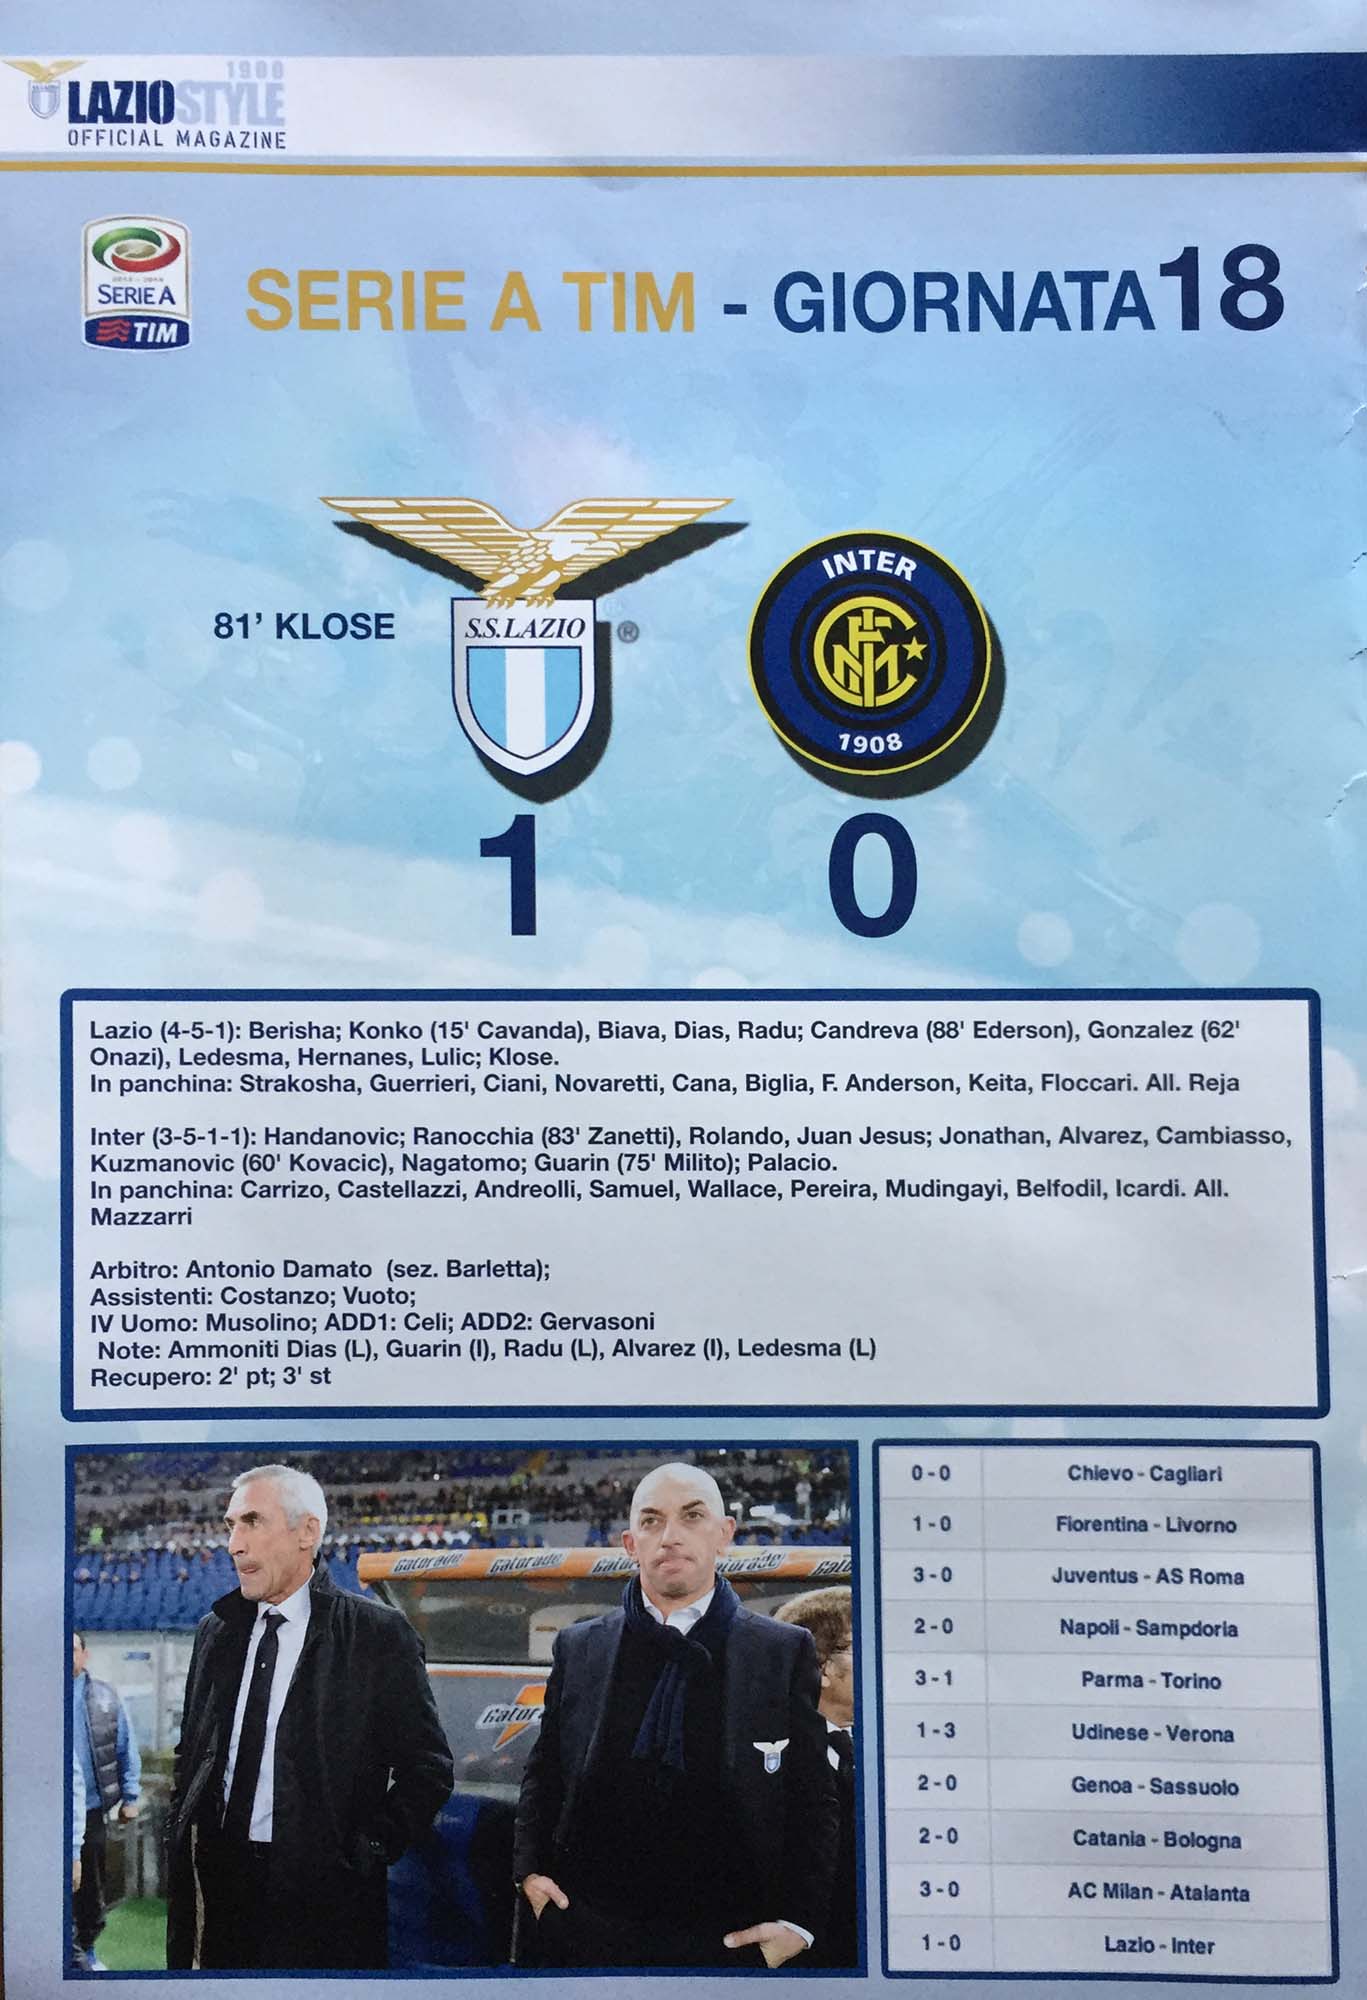 1900
LAZIO STYLE
OFFICIAL MAGAZINE
2013 - 2014
SERIE A
TIM
SERIE A TIM - GIORNATA 18
81' KLOSE
S.S.LAZIO
®
INTER
1908
1
0
Lazio (4-5-1): Berisha; Konko (15' Cavanda), Biava, Dias, Radu; Candreva (88' Ederson), Gonzalez (62'
Onazi), Ledesma, Hernanes, Lulic; Klose.
In panchina: Strakosha, Guerrieri, Ciani, Novaretti, Cana, Biglia, F. Anderson, Keita, Floccari. All. Reja
Inter (3-5-1-1): Handanovic; Ranocchia (83' Zanetti), Rolando, Juan Jesus; Jonathan, Alvarez, Cambiasso,
Kuzmanovic (60' Kovacic), Nagatomo; Guarin (75' Milito); Palacio.
In panchina: Carrizo, Castellazzi, Andreolli, Samuel, Wallace, Pereira, Mudingayi, Belfodil, Icardi. All.
Mazzarri
Arbitro: Antonio Damato (sez. Barletta);
Assistenti: Costanzo; Vuoto;
IV Uomo: Musolino; ADD1: Celi; ADD2: Gervasoni
Note: Ammoniti Dias (L), Guarin (I), Radu (L), Alvarez (I), Ledesma (L)
Recupero: 2' pt; 3' st
GATORADE GATORADE
0 - 0 Chievo - Cagliari
1 - 0 Fiorentina - Livorno
3 - 0 Juventus - AS Roma
2 - 0 Napoli - Sampdoria
3 - 1 Parma - Torino
1 - 3 Udinese - Verona
2 - 0 Genoa - Sassuolo
2 - 0 Catania - Bologna
3 - 0 AC Milan - Atalanta
1 - 0 Lazio - Inter